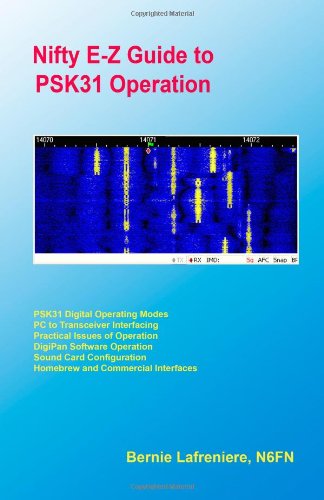 Nifty E-Z Guide to
PSK31 Operation
14070 14071 14072
TX RX IMD: Sq AFC Snap BF
PSK31 Digital Operating Modes
PC to Transceiver Interfacing
Practical Issues of Operation
DigiPan Software Operation
Sound Card Configuration
Homebrew and Commercial Interfaces
Bernie Lafreniere, N6FN